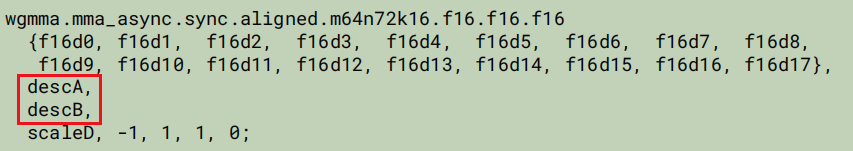 wgmma.mma_async.sync.aligned.m64n72k16.f16.f16.f16
{f16d0, f16d1, f16d2, f16d3, f16d4, f16d5, f16d6, f16d7, f16d8,
f16d9, f16d10, f16d11, f16d12, f16d13, f16d14, f16d15, f16d16, f16d17},
descA,
descB,
scaleD, -1, 1, 1, 0;